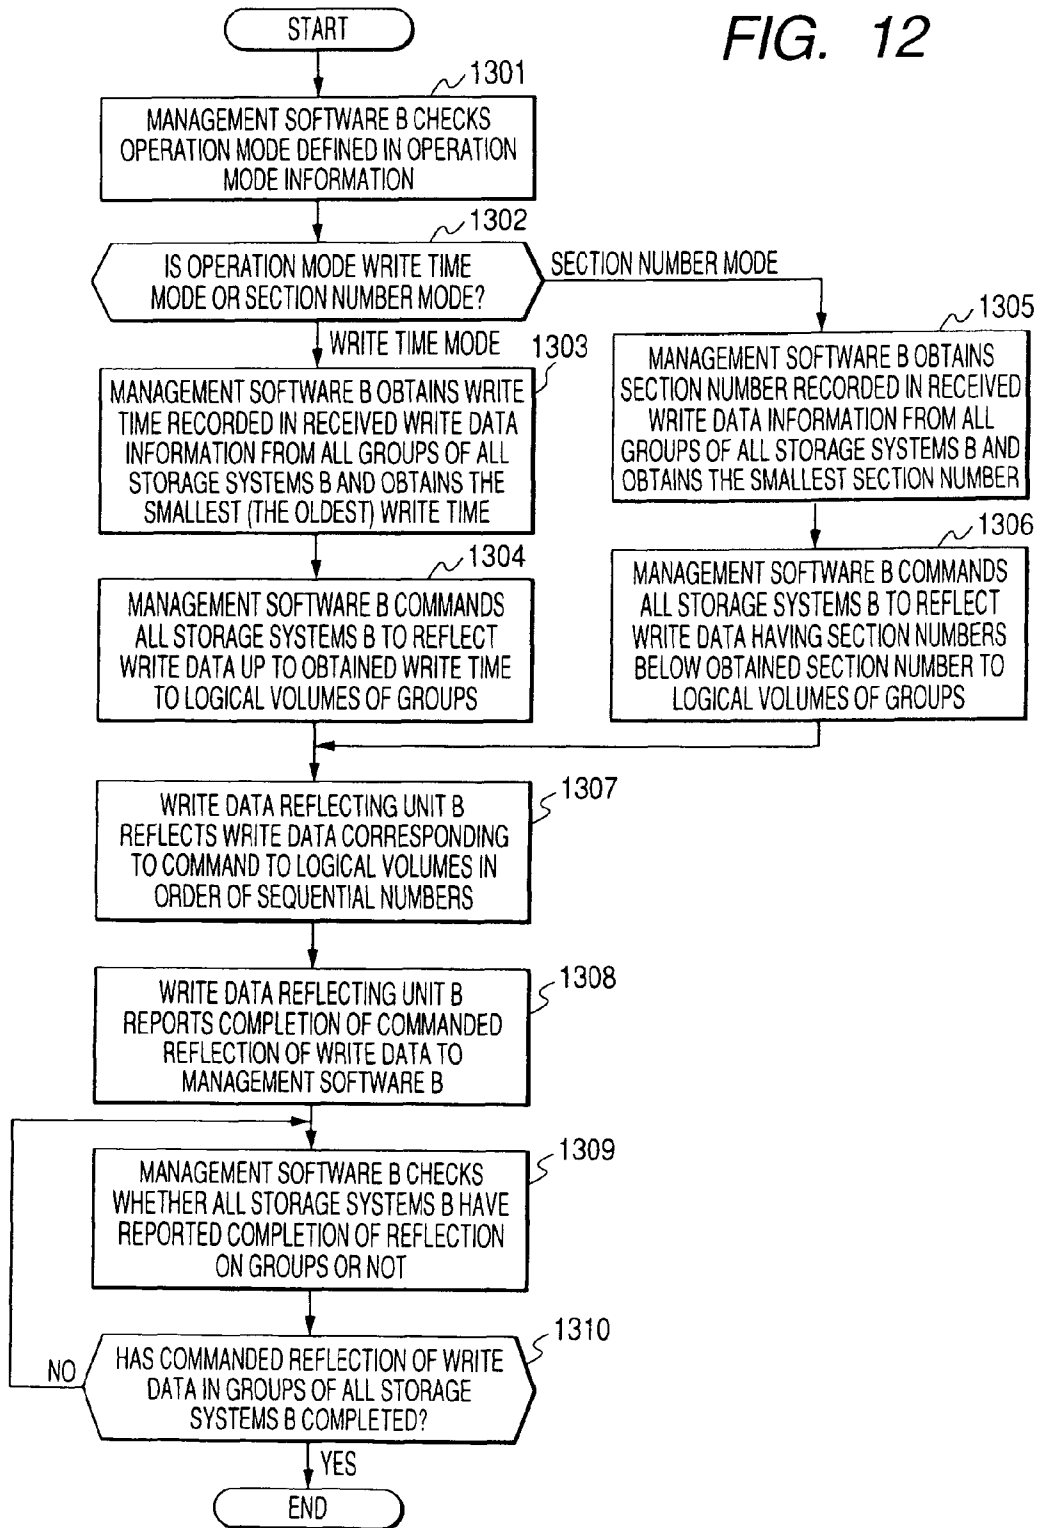 FIG. 12
START
1301
MANAGEMENT SOFTWARE B CHECKS
OPERATION MODE DEFINED IN OPERATION
MODE INFORMATION
1302
IS OPERATION MODE WRITE TIME
MODE OR SECTION NUMBER MODE?
SECTION NUMBER MODE
WRITE TIME MODE
1303
MANAGEMENT SOFTWARE B OBTAINS WRITE
TIME RECORDED IN RECEIVED WRITE DATA
INFORMATION FROM ALL GROUPS OF ALL
STORAGE SYSTEMS B AND OBTAINS THE
SMALLEST (THE OLDEST) WRITE TIME
1304
MANAGEMENT SOFTWARE B COMMANDS
ALL STORAGE SYSTEMS B TO REFLECT
WRITE DATA UP TO OBTAINED WRITE TIME
TO LOGICAL VOLUMES OF GROUPS
1305
MANAGEMENT SOFTWARE B OBTAINS
SECTION NUMBER RECORDED IN RECEIVED
WRITE DATA INFORMATION FROM ALL
GROUPS OF ALL STORAGE SYSTEMS B AND
OBTAINS THE SMALLEST SECTION NUMBER
1306
MANAGEMENT SOFTWARE B COMMANDS
ALL STORAGE SYSTEMS B TO REFLECT
WRITE DATA HAVING SECTION NUMBERS
BELOW OBTAINED SECTION NUMBER TO
LOGICAL VOLUMES OF GROUPS
1307
WRITE DATA REFLECTING UNIT B
REFLECTS WRITE DATA CORRESPONDING
TO COMMAND TO LOGICAL VOLUMES IN
ORDER OF SEQUENTIAL NUMBERS
1308
WRITE DATA REFLECTING UNIT B
REPORTS COMPLETION OF COMMANDED
REFLECTION OF WRITE DATA TO
MANAGEMENT SOFTWARE B
1309
MANAGEMENT SOFTWARE B CHECKS
WHETHER ALL STORAGE SYSTEMS B HAVE
REPORTED COMPLETION OF REFLECTION
ON GROUPS OR NOT
1310
HAS COMMANDED REFLECTION OF WRITE
DATA IN GROUPS OF ALL STORAGE
SYSTEMS B COMPLETED?
NO
YES
END